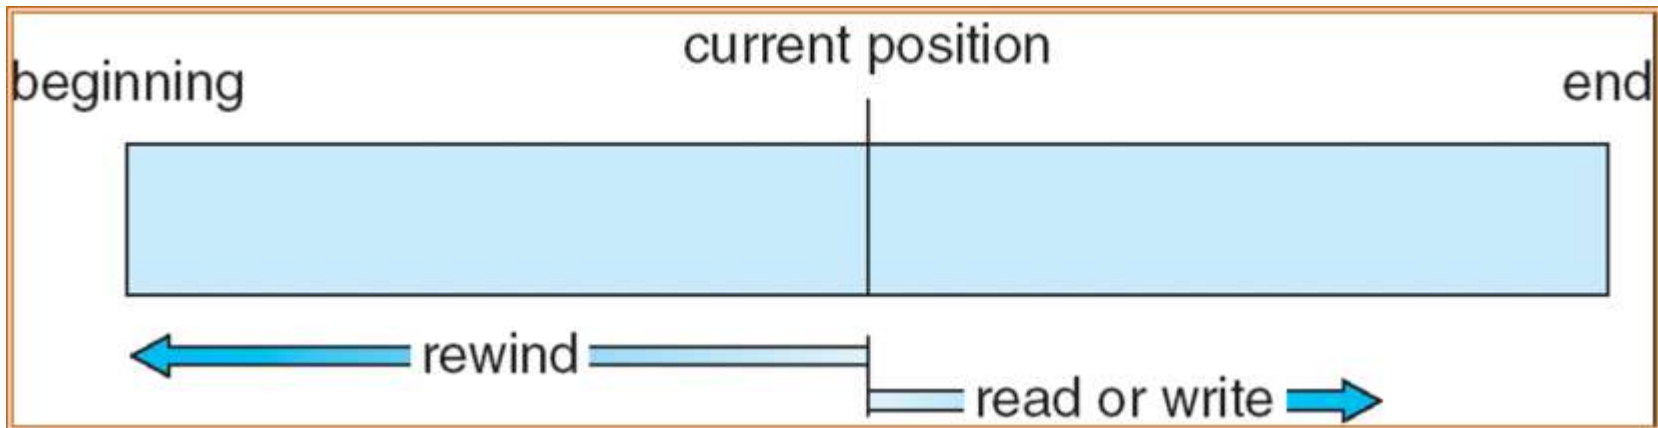 current position
beginning
end
rewind
read or write